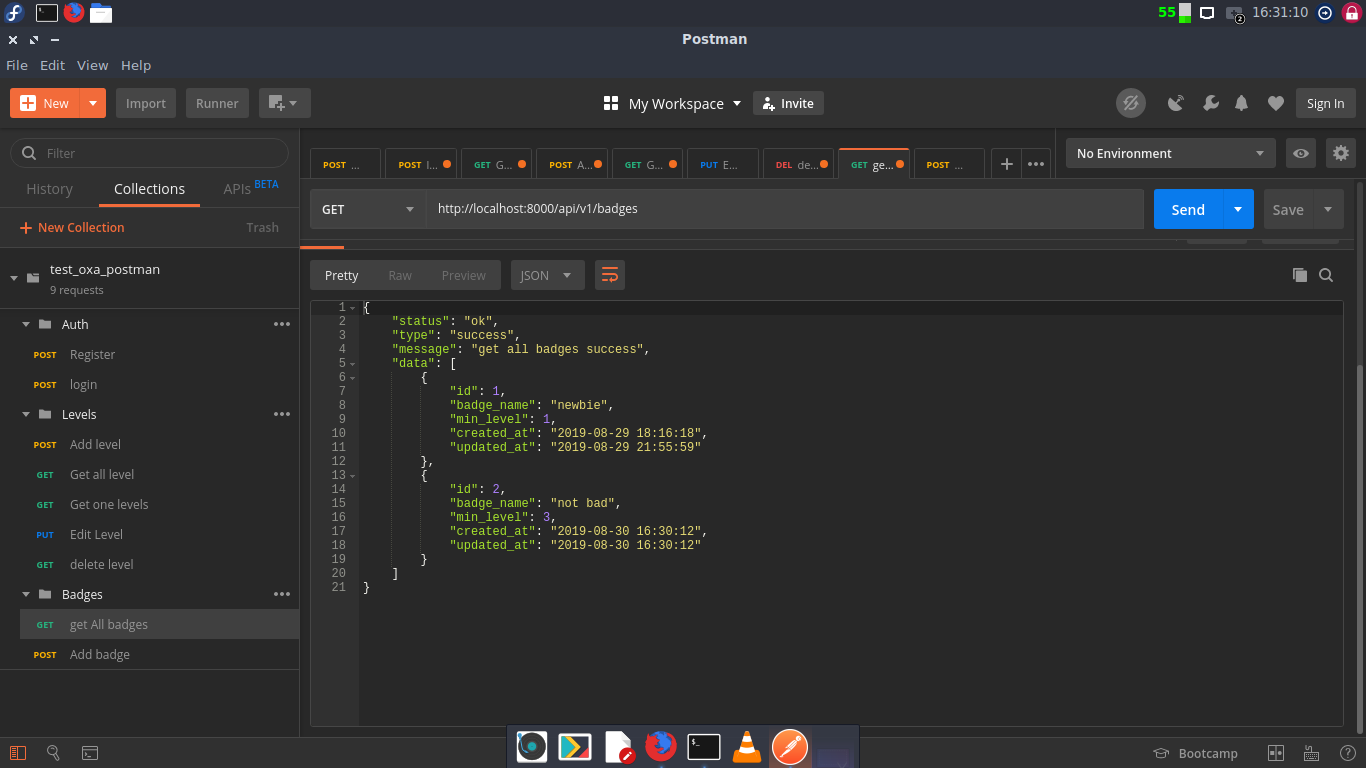 55 2 16:31:10
Postman
File Edit View Help
New Import Runner My Workspace Invite Sign In
Filter
History Collections APIs BETA
+ New Collection Trash
test_oxa_postman
9 requests
Auth
POST Register
POST login
Levels
POST Add level
GET Get all level
GET Get one levels
PUT Edit Level
DEL delete level
Badges
GET get All badges
POST Add badge
POST ... POST l... GET G... POST A... GET G... PUT E... DEL de... GET ge... POST ... + ••• No Environment
GET http://localhost:8000/api/v1/badges Send Save
Pretty Raw Preview JSON
1 {
2 "status": "ok",
3 "type": "success",
4 "message": "get all badges success",
5 "data": [
6 {
7 "id": 1,
8 "badge_name": "newbie",
9 "min_level": 1,
10 "created_at": "2019-08-29 18:16:18",
11 "updated_at": "2019-08-29 21:55:59"
12 },
13 {
14 "id": 2,
15 "badge_name": "not bad",
16 "min_level": 3,
17 "created_at": "2019-08-30 16:30:12",
18 "updated_at": "2019-08-30 16:30:12"
19 }
20 ]
21 }
Bootcamp